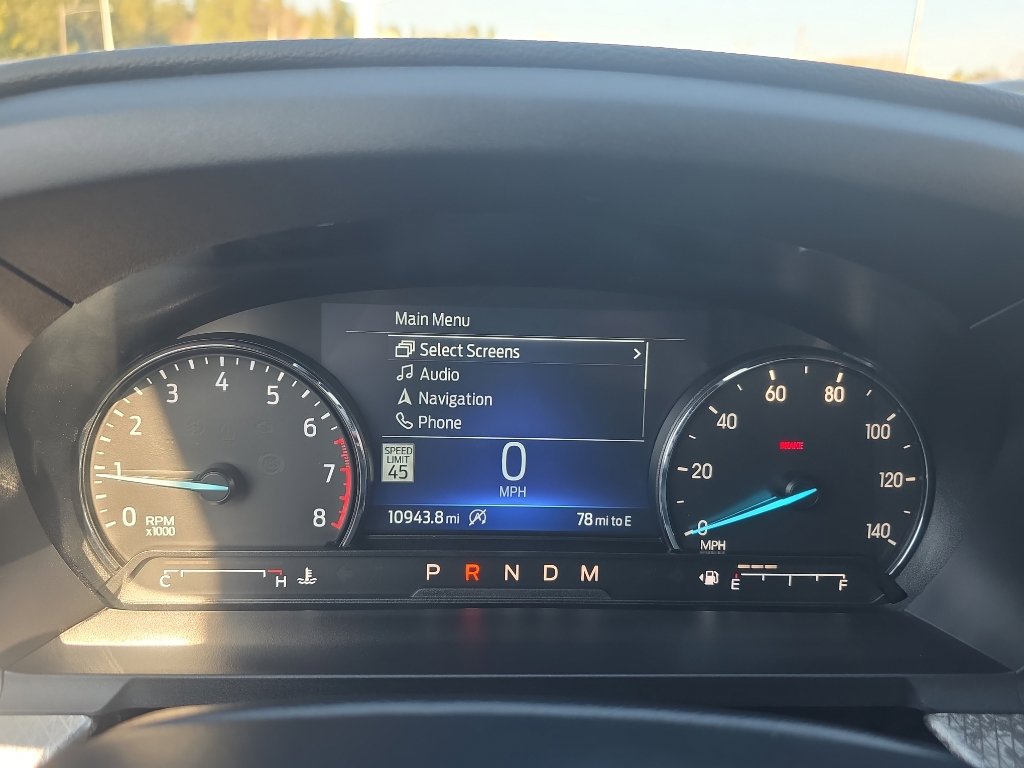 Main Menu
Select Screens
Audio
Navigation
Phone
SPEED
LIMIT
45
0
MPH
10943.8 mi
78 mi to E
0
1
2
3
4
5
6
7
8
RPM
x1000
0
20
40
60
80
100
120
140
MPH
BRAKE
C
H
P R N D M
E
F